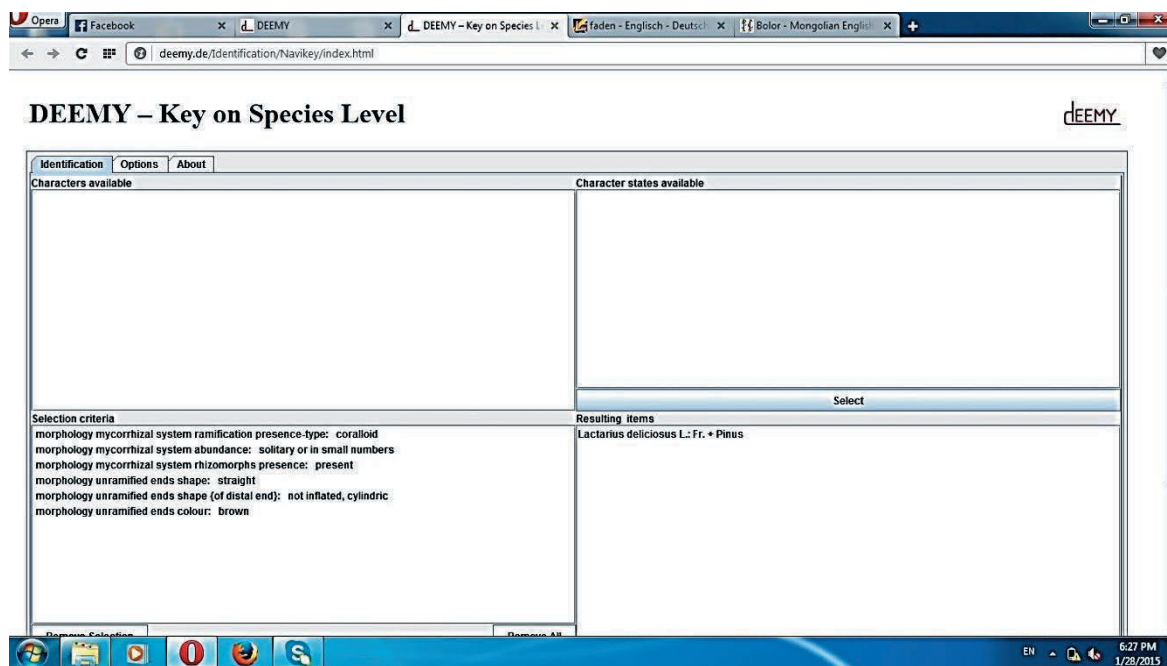 Opera
Facebook
DEEMY
DEEMY – Key on Species L
faden - Englisch - Deutsch
Bolor - Mongolian English
deemy.de/Identification/Navikey/index.html
DEEMY – Key on Species Level
dEEMY
Identification
Options
About
Characters available
Character states available
Select
Selection criteria
Resulting items
morphology mycorrhizal system ramification presence-type: coralloid
Lactarius deliciosus L.: Fr. + Pinus
morphology mycorrhizal system abundance: solitary or in small numbers
morphology mycorrhizal system rhizomorphs presence: present
morphology unramified ends shape: straight
morphology unramified ends shape {of distal end}: not inflated, cylindric
morphology unramified ends colour: brown
Remove Selection
Remove All
EN
6:27 PM
1/28/2015